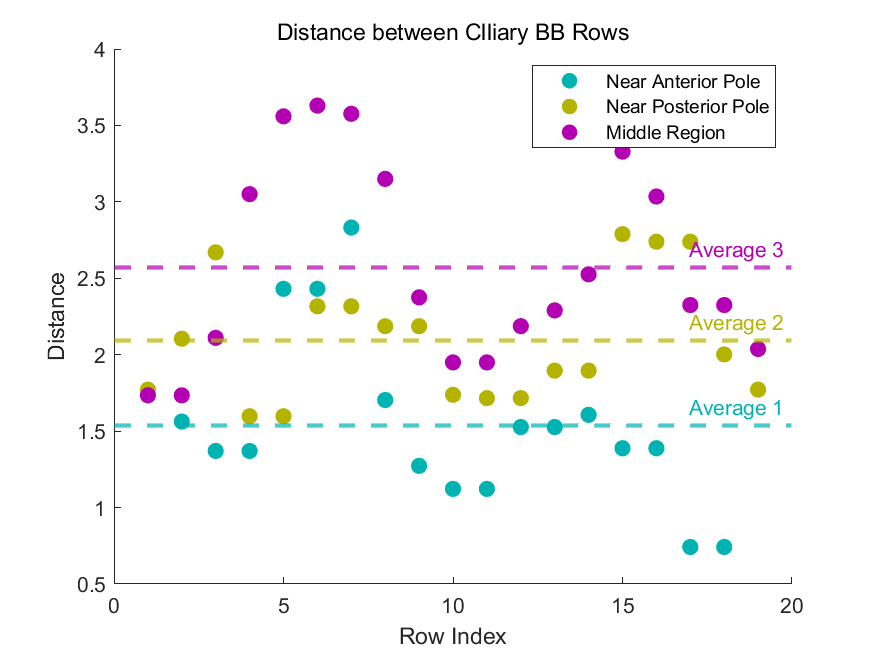 Distance between CIliary BB Rows
4
3.5
3
2.5
2
1.5
1
0.5
0
5
10
15
20
Distance
Row Index
Near Anterior Pole
Near Posterior Pole
Middle Region
Average 3
Average 2
Average 1